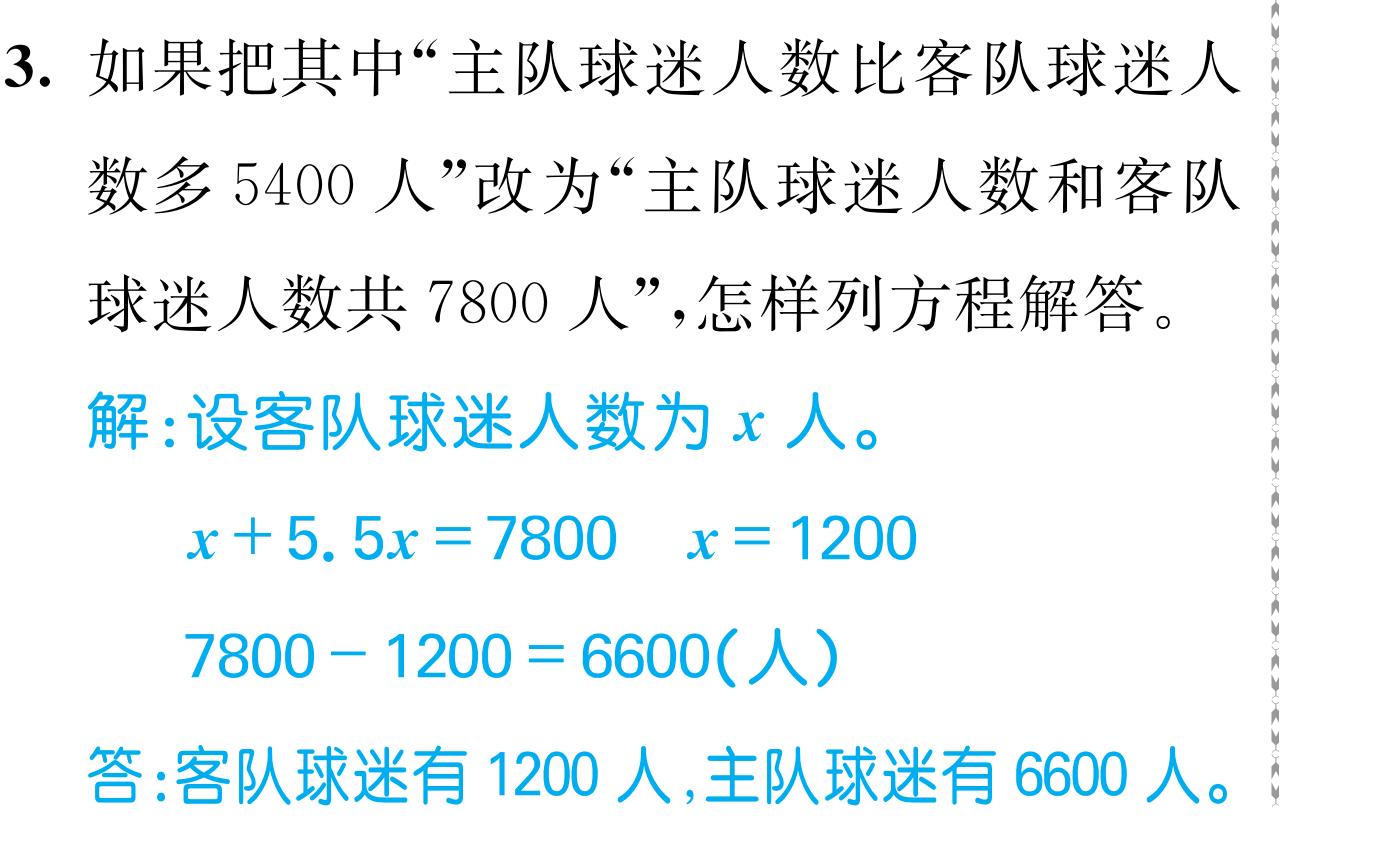 3. 如果把其中“主队球迷人数比客队球迷人
数多 5400 人”改为“主队球迷人数和客队
球迷人数共 7800 人”,怎样列方程解答。
解:设客队球迷人数为 x 人。
x+5.5x=7800 x=1200
7800-1200=6600(人)
答:客队球迷有 1200 人,主队球迷有 6600 人。